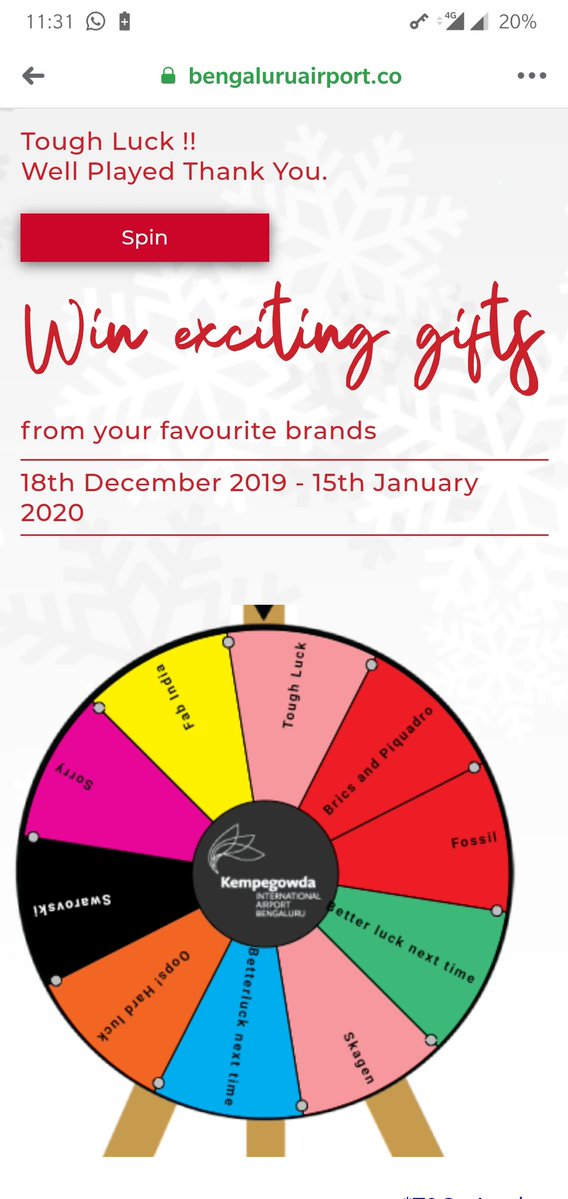 11:31
4G
20%
bengaluruairport.co
Tough Luck !!
Well Played Thank You.
Spin
Win exciting gifts
from your favourite brands
18th December 2019 - 15th January
2020
Tough Luck
Brics and Piquadro
Fossil
Better luck next time
Skagen
Betterluck next time
Oops! Hard luck
Swarovski
Sorry
Fab India
Kempegowda
INTERNATIONAL
AIRPORT
BENGALURU